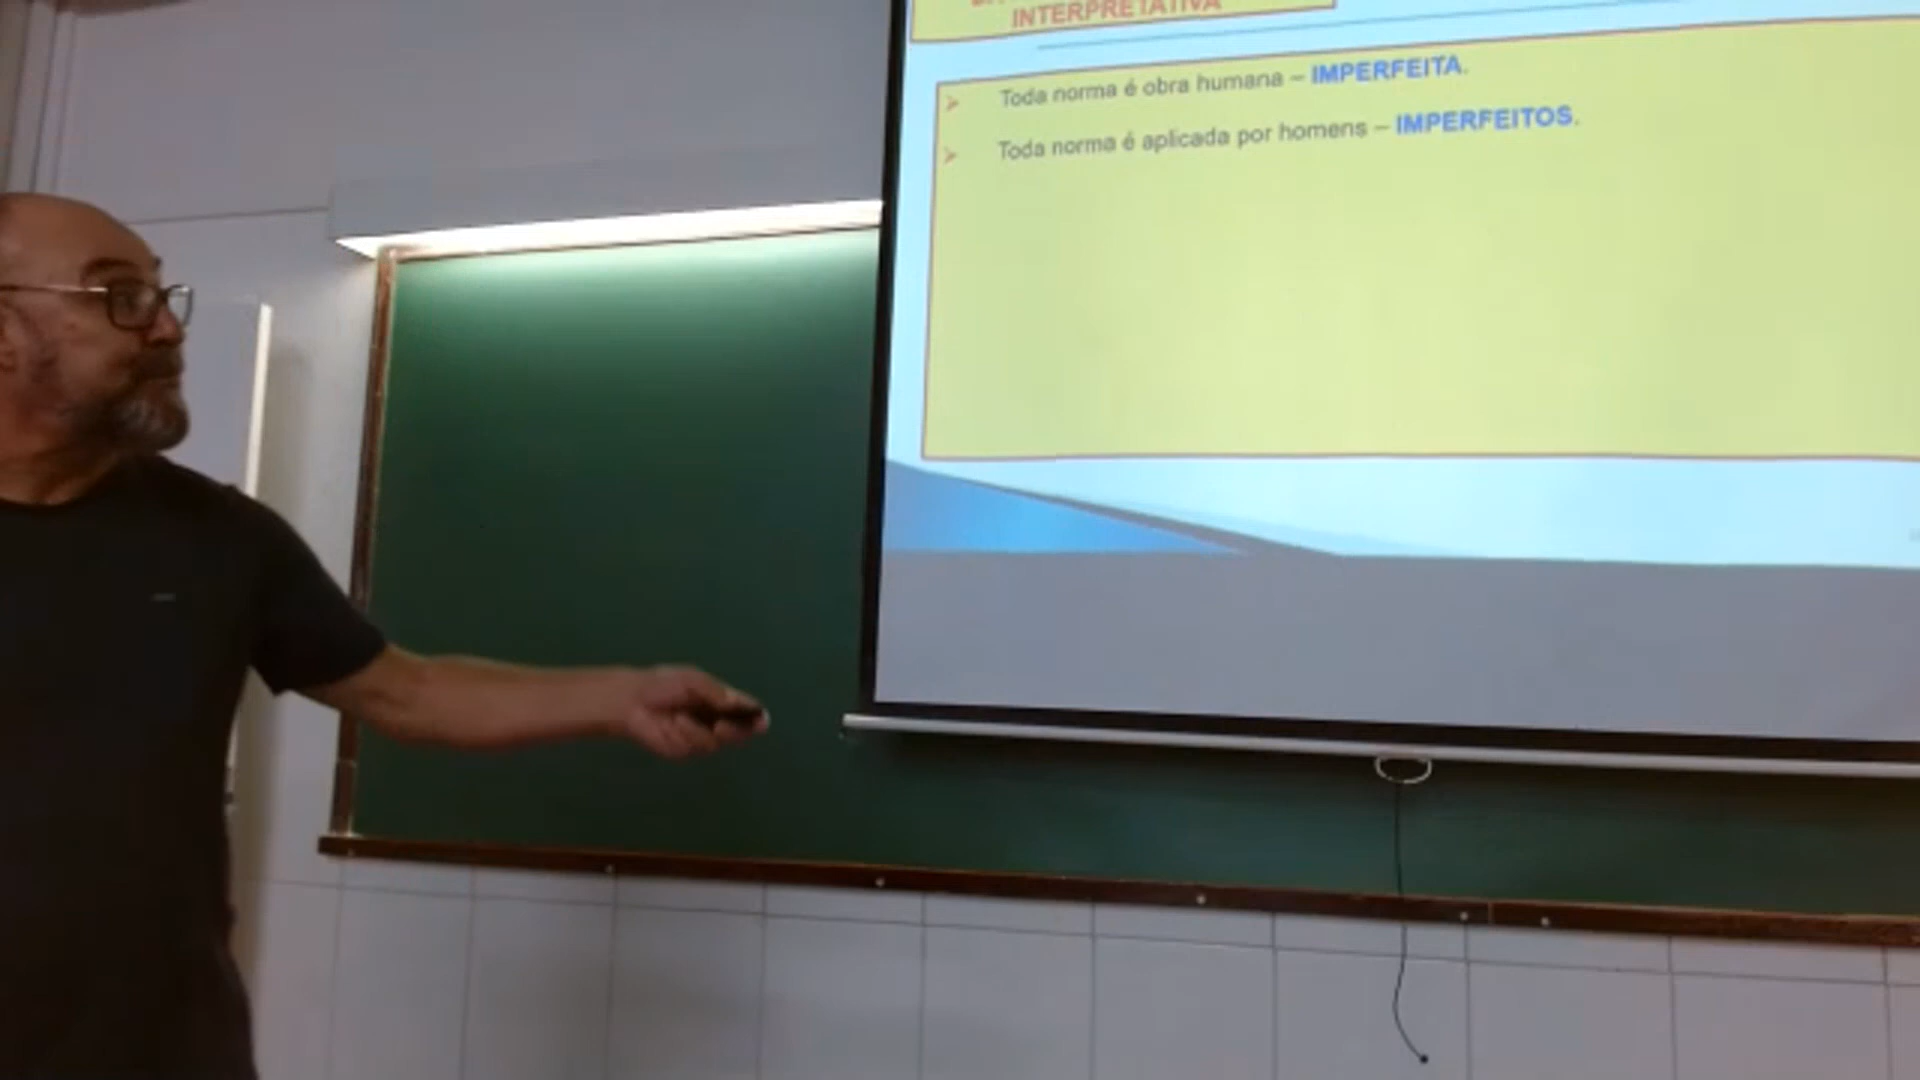 INTERPRETATIVA
Toda norma é obra humana – IMPERFEITA.
Toda norma é aplicada por homens – IMPERFEITOS.